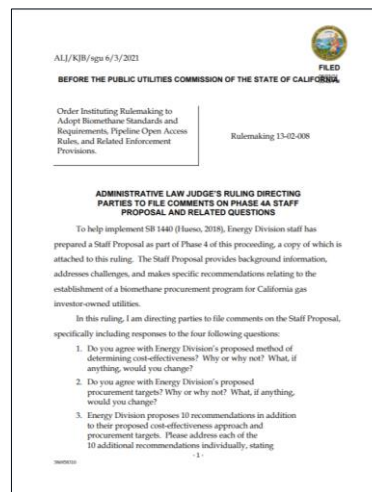 ALJ/KJB/sgu 6/3/2021
FILED
BEFORE THE PUBLIC UTILITIES COMMISSION OF THE STATE OF CALIFORNIA
Order Instituting Rulemaking to
Adopt Biomethane Standards and
Requirements, Pipeline Open Access
Rules, and Related Enforcement
Provisions.
Rulemaking 13-02-008
ADMINISTRATIVE LAW JUDGE'S RULING DIRECTING
PARTIES TO FILE COMMENTS ON PHASE 4A STAFF
PROPOSAL AND RELATED QUESTIONS
To help implement SB 1440 (Hueso, 2018), Energy Division staff has
prepared a Staff Proposal as part of Phase 4 of this proceeding, a copy of which is
attached to this ruling. The Staff Proposal provides background information,
addresses challenges, and makes specific recommendations relating to the
establishment of a biomethane procurement program for California gas
investor-owned utilities.
In this ruling, I am directing parties to file comments on the Staff Proposal,
specifically including responses to the following four questions:
1. Do you agree with Energy Division's proposed method of
determining cost-effectiveness? Why or why not? What, if
anything, would you change?
2. Do you agree with Energy Division's proposed
procurement targets? Why or why not? What, if anything,
would you change?
3. Energy Division proposes 10 recommendations in addition
to their proposed cost-effectiveness approach and
procurement targets. Please address each of the
10 additional recommendations individually, stating
- 1 -